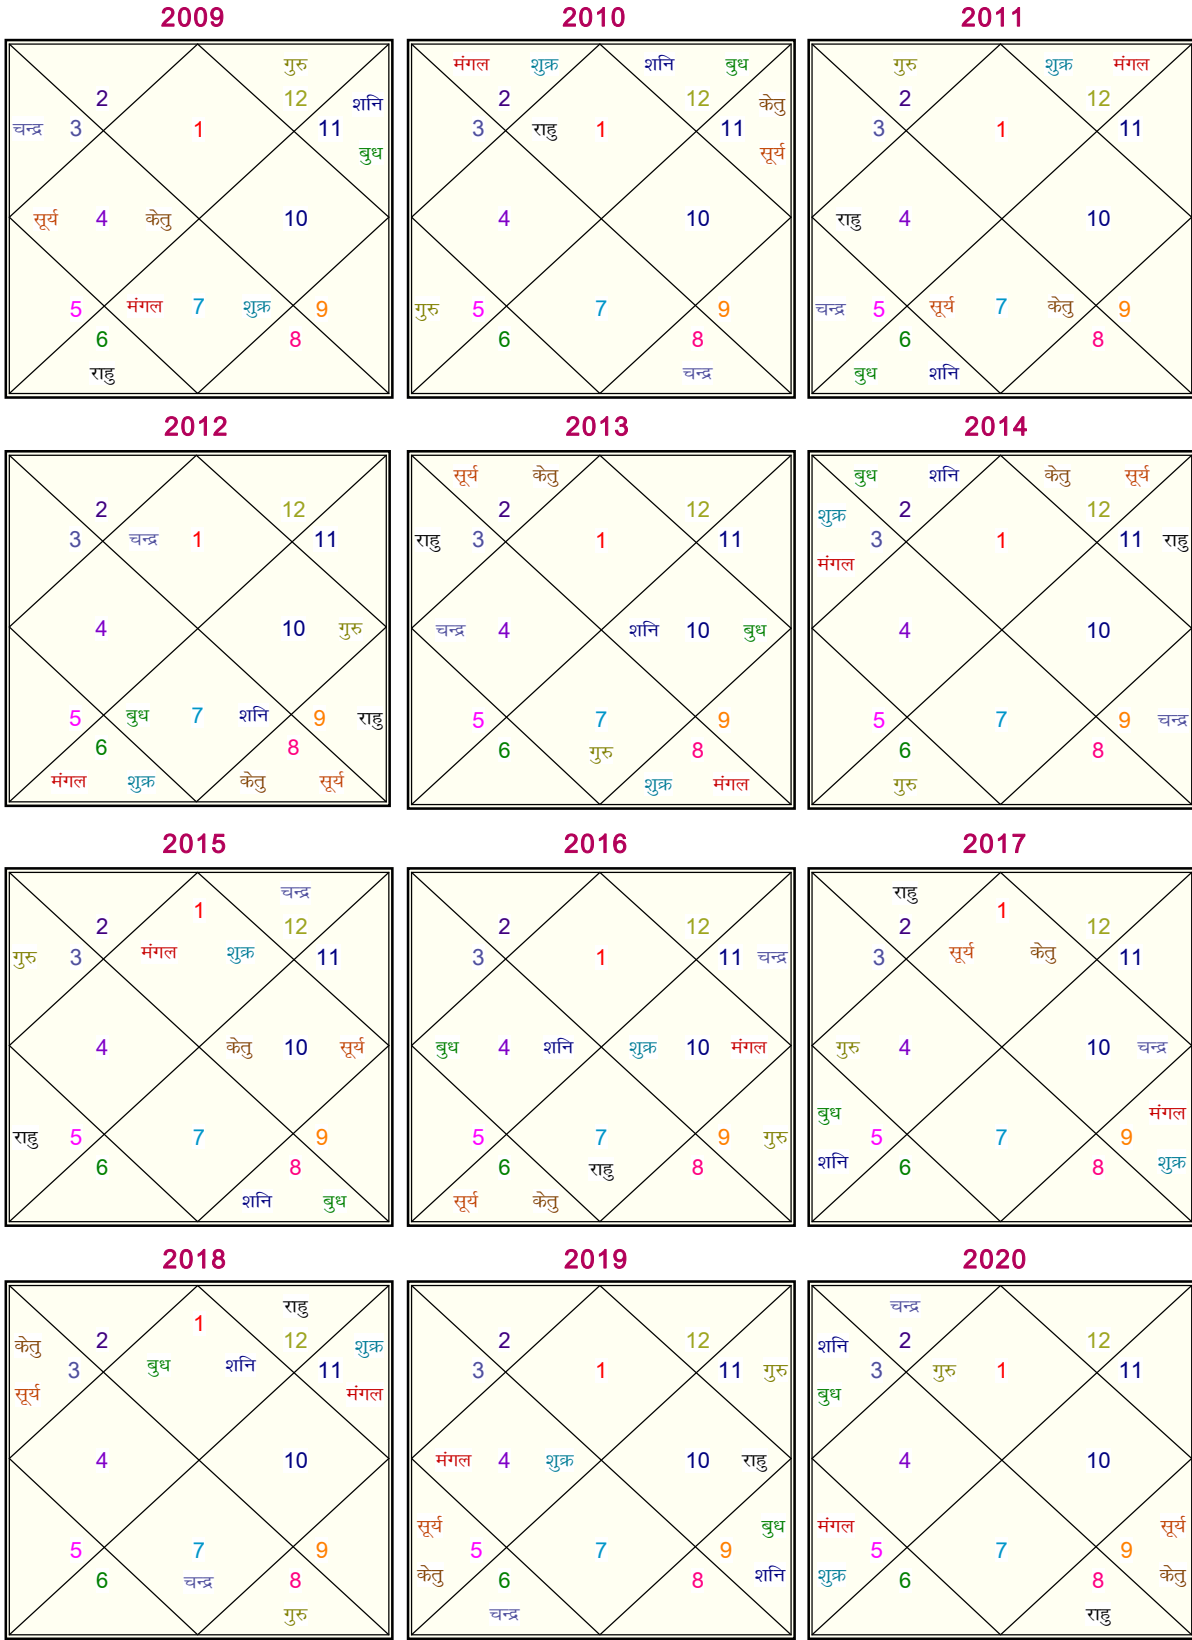 2009
गुरु
2 12
शनि
चन्द्र 3 1 11
बुध
सूर्य 4 केतु 10
5 मंगल 7 शुक्र 9
6 8
राहु
2010
मंगल शुक्र शनि बुध
2 12 केतु
3 राहु 1 11
सूर्य
4 10
गुरु 5 7 9
6 8
चन्द्र
2011
गुरु शुक्र मंगल
2 12
3 1 11
राहु 4 10
चन्द्र 5 सूर्य 7 केतु 9
6 8
बुध शनि
2012
2 12
3 चन्द्र 1 11
4 10 गुरु
5 बुध 7 शनि 9 राहु
6 8
मंगल शुक्र केतु सूर्य
2013
सूर्य केतु
2 12
राहु 3 1 11
चन्द्र 4 शनि 10 बुध
5 7 9
6 गुरु 8
शुक्र मंगल
2014
बुध शनि केतु सूर्य
शुक्र 2 12
3 1 11 राहु
मंगल
4 10
5 7 9 चन्द्र
6 8
गुरु
2015
चन्द्र
1
2 12
गुरु 3 मंगल शुक्र 11
4 केतु 10 सूर्य
राहु 5 7 9
6 8
शनि बुध
2016
2 12
3 1 11 चन्द्र
बुध 4 शनि शुक्र 10 मंगल
5 7 9 गुरु
6 राहु 8
सूर्य केतु
2017
राहु
1
2 12
3 सूर्य केतु 11
गुरु 4 10 चन्द्र
बुध मंगल
5 7 9
शनि शुक्र
6 8
2018
राहु
1
केतु 2 12 शुक्र
3 बुध शनि 11
सूर्य मंगल
4 10
5 7 9
6 चन्द्र 8
गुरु
2019
2 12
3 1 11 गुरु
मंगल 4 शुक्र 10 राहु
सूर्य बुध
5 7 9
केतु शनि
6 8
चन्द्र
2020
चन्द्र
शनि 2 12
3 गुरु 1 11
बुध
4 10
मंगल सूर्य
5 7 9
शुक्र केतु
6 8
राहु